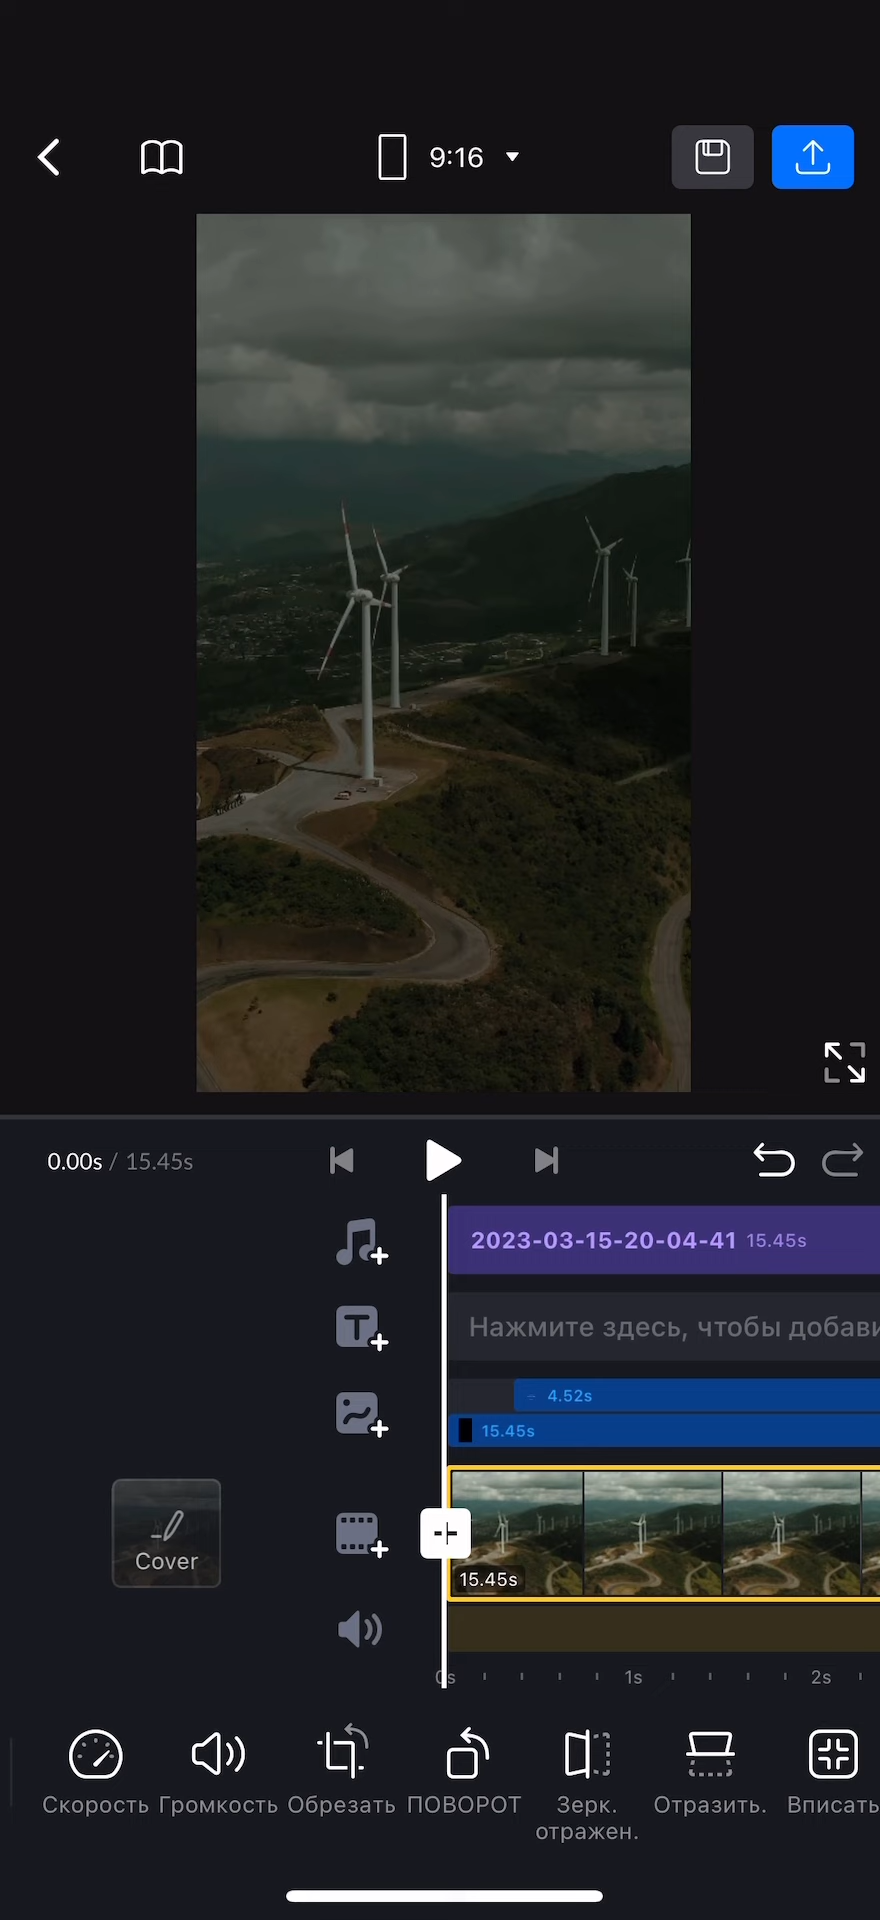 9:16
0.00s / 15.45s
2023-03-15-20-04-41 15.45s
Нажмите здесь, чтобы добави
4.52s
15.45s
Cover
15.45s
0s 1s 2s
Скорость Громкость Обрезать ПОВОРОТ Зерк. отражен. Отразить. Вписать